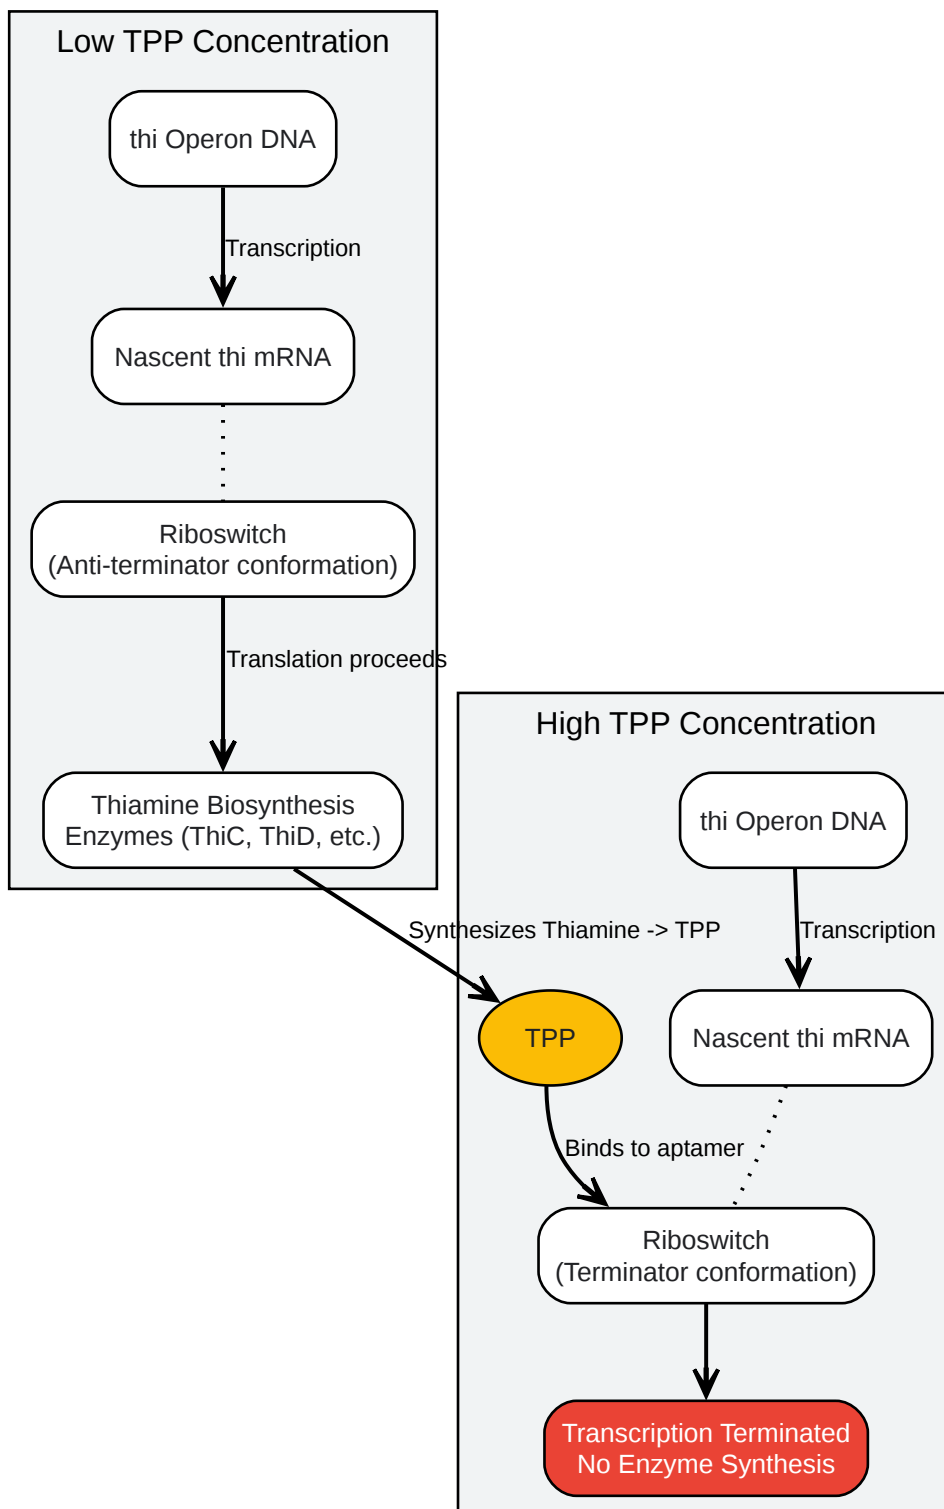 Low TPP Concentration
thi Operon DNA
Transcription
Nascent thi mRNA
Riboswitch
(Anti-terminator conformation)
Translation proceeds
Thiamine Biosynthesis
Enzymes (ThiC, ThiD, etc.)
Synthesizes Thiamine -> TPP
High TPP Concentration
thi Operon DNA
Transcription
TPP
Nascent thi mRNA
Binds to aptamer
Riboswitch
(Terminator conformation)
Transcription Terminated
No Enzyme Synthesis